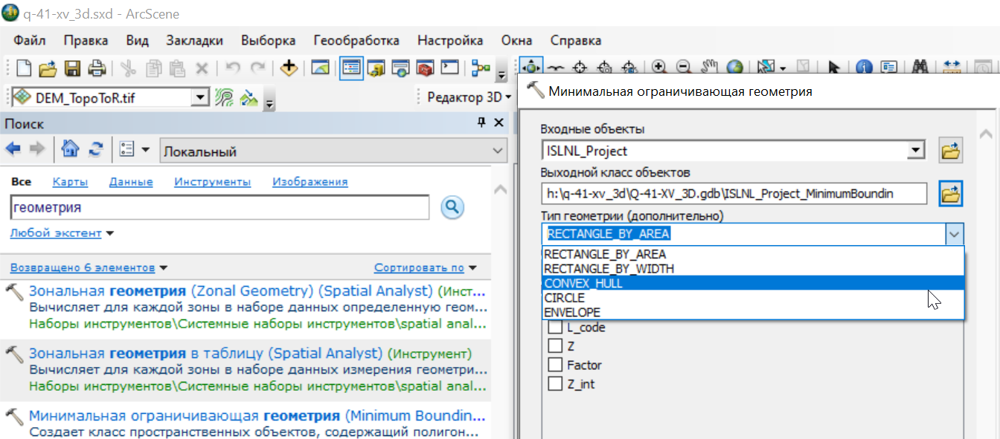 q-41-xv_3d.sxd - ArcScene
Файл Правка Вид Закладки Выборка Геообработка Настройка Окна Справка
DEM_TopoToR.tif
Редактор 3D
Поиск
Локальный
Все Карты Данные Инструменты Изображения
геометрия
Любой экстент
Возвращено 6 элементов Сортировать по
Зональная геометрия (Zonal Geometry) (Spatial Analyst) (Инст...
Вычисляет для каждой зоны в наборе данных определенную геом...
Наборы инструментов\Системные наборы инструментов\spatial anal...
Зональная геометрия в таблицу (Spatial Analyst) (Инструмент)
Вычисляет для каждой зоны в наборе данных измерения геометри...
Наборы инструментов\Системные наборы инструментов\spatial anal...
Минимальная ограничивающая геометрия (Minimum Boundin...
Создает класс пространственных объектов, содержащий полигон...
Минимальная ограничивающая геометрия
Входные объекты
ISLNL_Project
Выходной класс объектов
h:\q-41-xv_3d\Q-41-XV_3D.gdb\ISLNL_Project_MinimumBoundin
Тип геометрии (дополнительно)
RECTANGLE_BY_AREA
RECTANGLE_BY_AREA
RECTANGLE_BY_WIDTH
CONVEX_HULL
CIRCLE
ENVELOPE
L_code
Z
Factor
Z_int